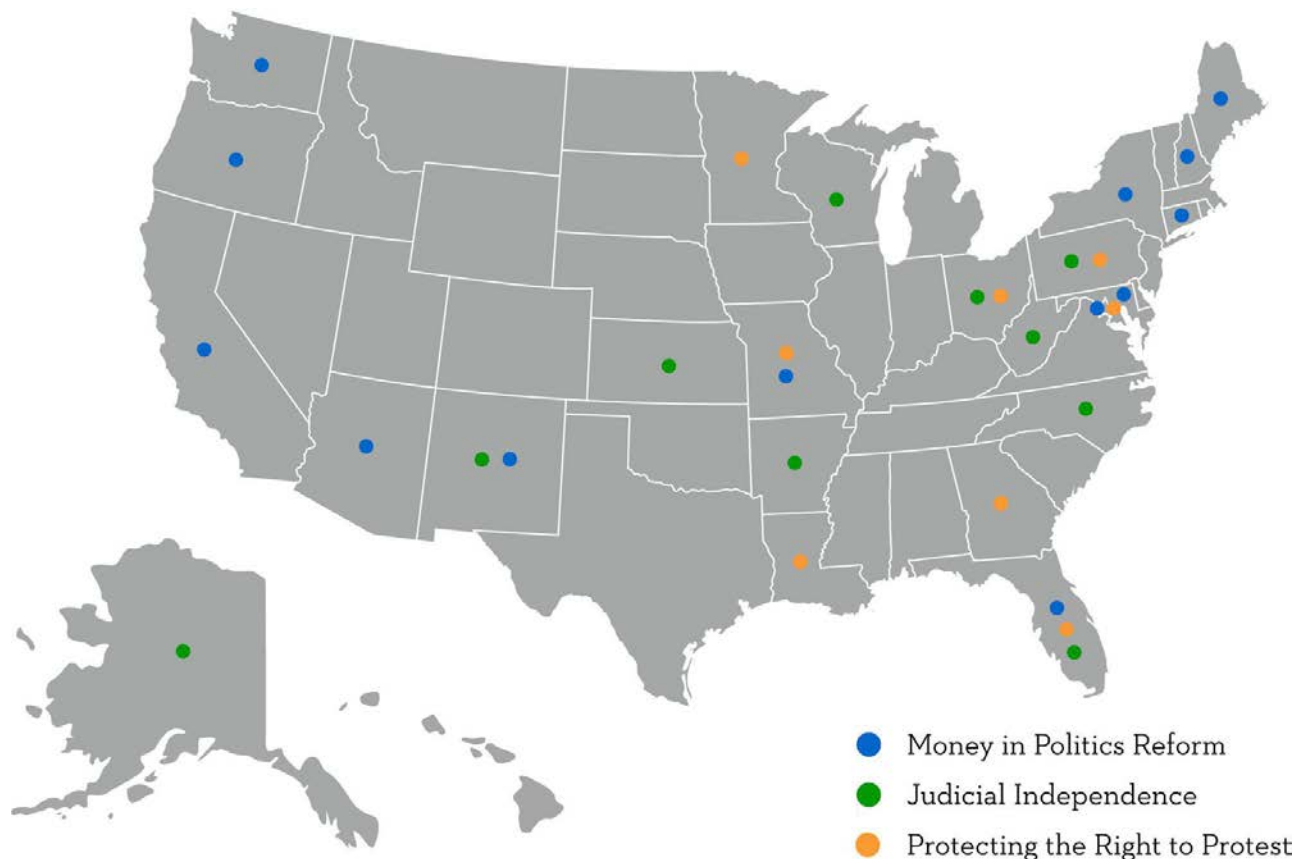 Money in Politics Reform
Judicial Independence
Protecting the Right to Protest